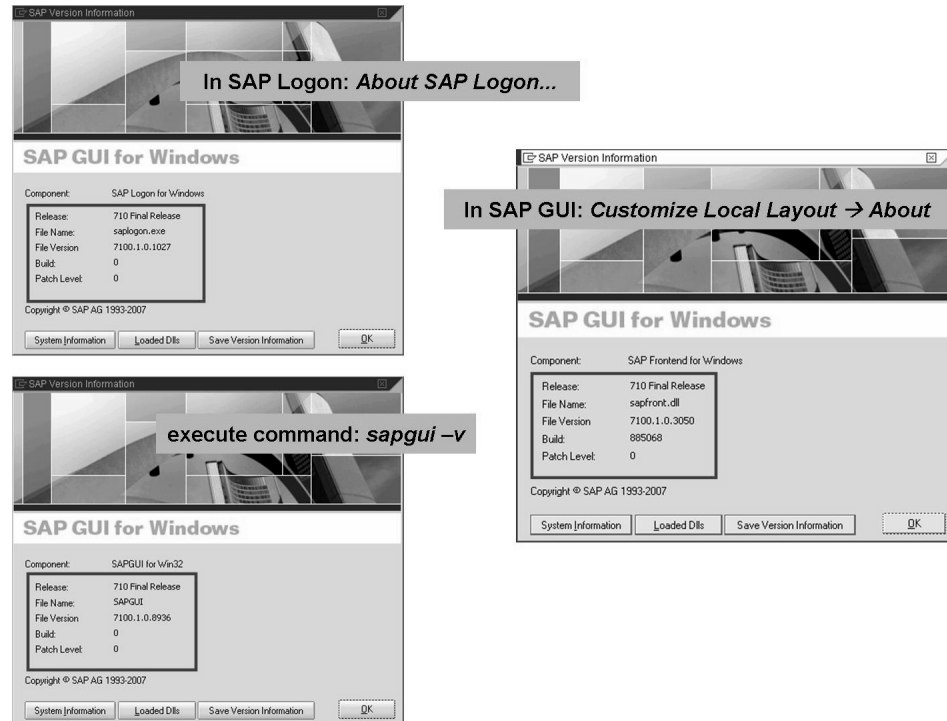 SAP Version Information
In SAP Logon: About SAP Logon...
SAP GUI for Windows
Component: SAP Logon for Windows
Release: 710 Final Release
File Name: saplogon.exe
File Version 7100.1.0.1027
Build: 0
Patch Level: 0
Copyright © SAP AG 1993-2007
System Information Loaded Dlls Save Version Information OK
SAP Version Information
In SAP GUI: Customize Local Layout → About
SAP GUI for Windows
Component: SAP Frontend for Windows
Release: 710 Final Release
File Name: sapfront.dll
File Version 7100.1.0.3050
Build: 885068
Patch Level: 0
Copyright © SAP AG 1993-2007
System Information Loaded Dlls Save Version Information OK
SAP Version Information
execute command: sapgui –v
SAP GUI for Windows
Component: SAPGUI for Win32
Release: 710 Final Release
File Name: SAPGUI
File Version 7100.1.0.8936
Build: 0
Patch Level: 0
Copyright © SAP AG 1993-2007
System Information Loaded Dlls Save Version Information OK